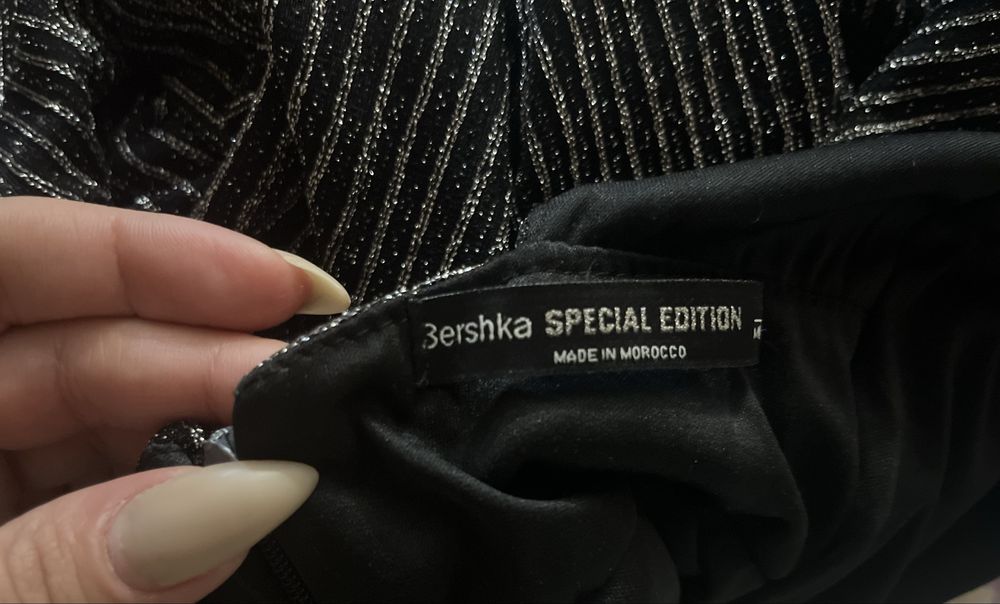 Bershka SPECIAL EDITION
MADE IN MOROCCO